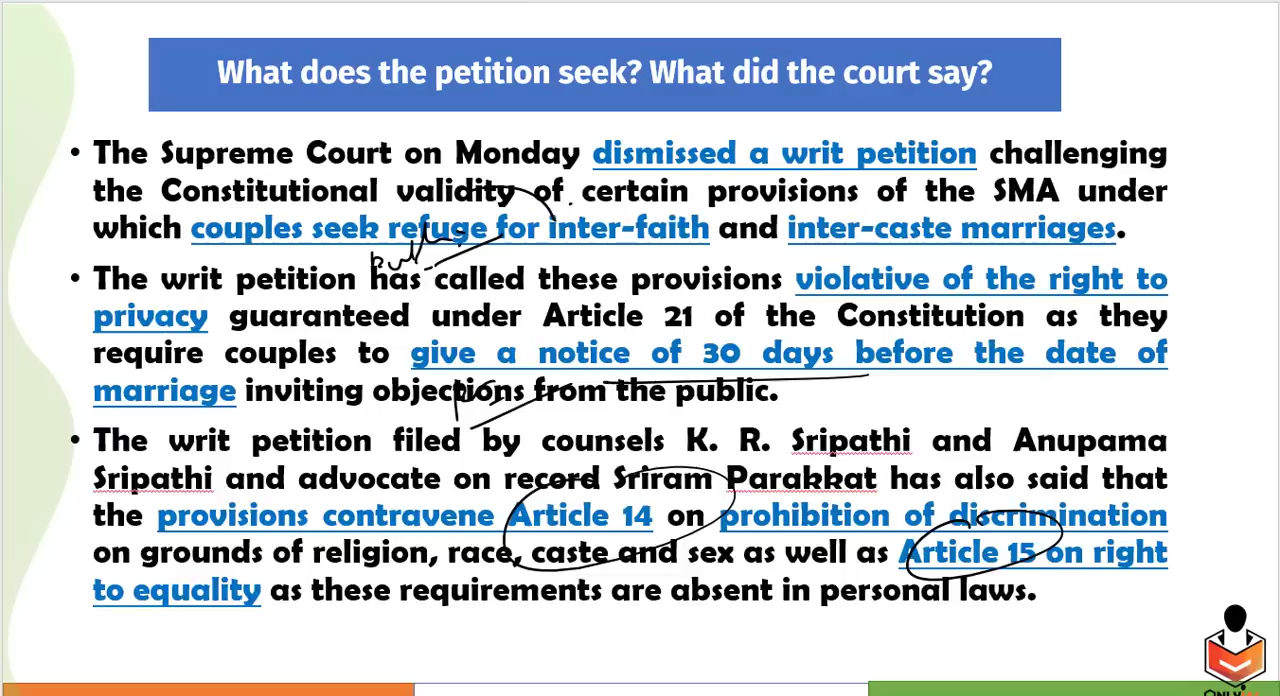 What does the petition seek? What did the court say?
• The Supreme Court on Monday dismissed a writ petition challenging
the Constitutional validity of certain provisions of the SMA under
which couples seek refuge for inter-faith and inter-caste marriages.
• The writ petition has called these provisions violative of the right to
privacy guaranteed under Article 21 of the Constitution as they
require couples to give a notice of 30 days before the date of
marriage inviting objections from the public.
• The writ petition filed by counsels K. R. Sripathi and Anupama
Sripathi and advocate on record Sriram Parakkat has also said that
the provisions contravene Article 14 on prohibition of discrimination
on grounds of religion, race, caste and sex as well as Article 15 on right
to equality as these requirements are absent in personal laws.